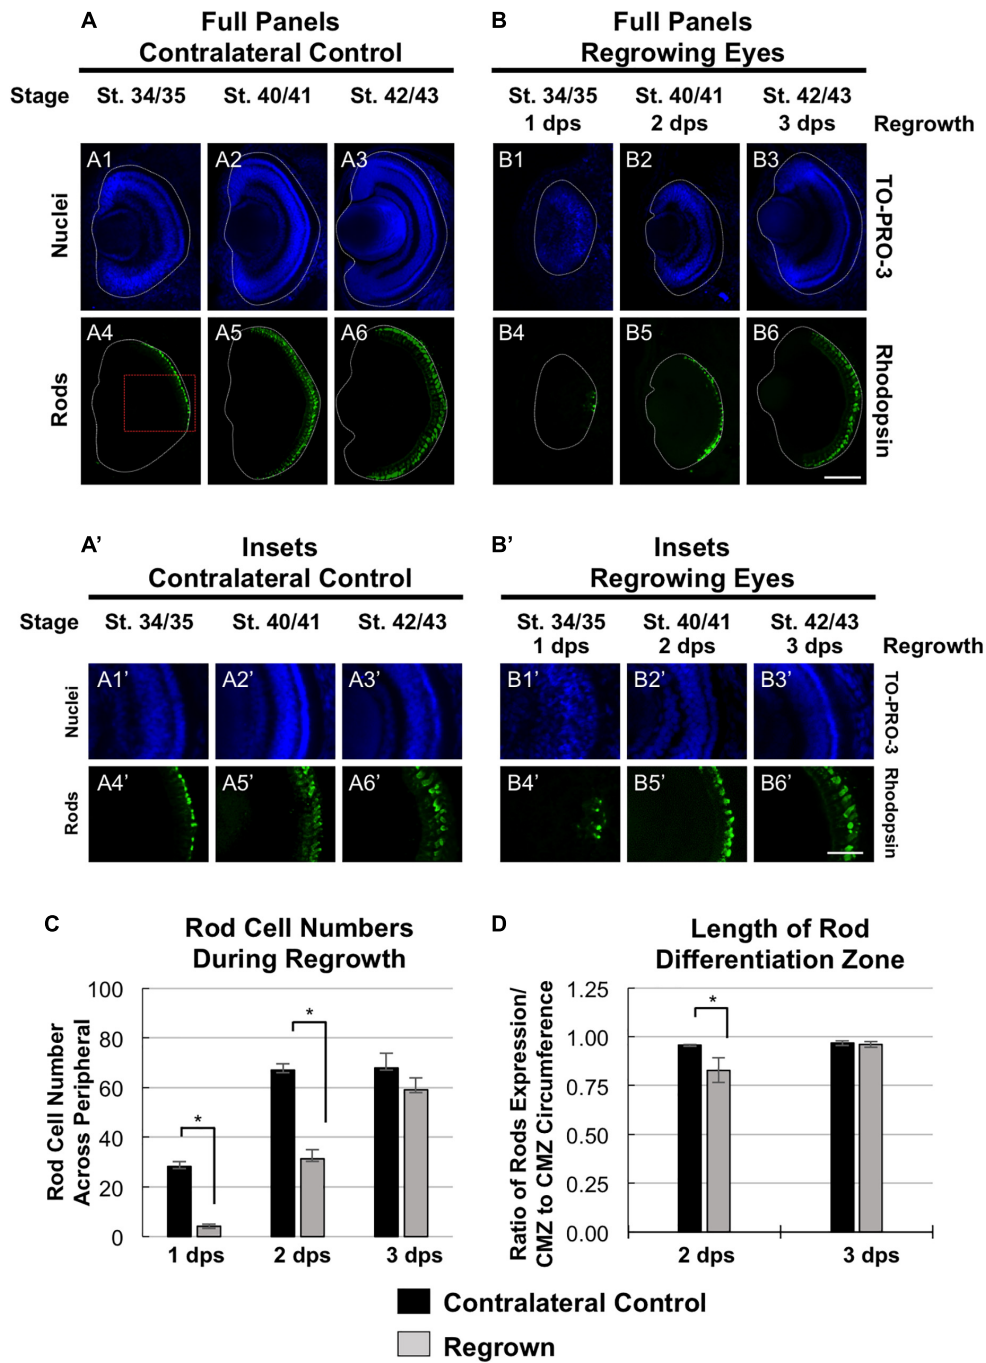 A
Full Panels
Contralateral Control
B
Full Panels
Regrowing Eyes
Stage
St. 34/35
St. 40/41
St. 42/43
St. 34/35
1 dps
St. 40/41
2 dps
St. 42/43
3 dps
Regrowth
Nuclei
A1
A2
A3
B1
B2
B3
TO-PRO-3
Rods
A4
A5
A6
B4
B5
B6
Rhodopsin
A’
Insets
Contralateral Control
B’
Insets
Regrowing Eyes
Stage
St. 34/35
St. 40/41
St. 42/43
St. 34/35
1 dps
St. 40/41
2 dps
St. 42/43
3 dps
Regrowth
Nuclei
A1’
A2’
A3’
B1’
B2’
B3’
TO-PRO-3
Rods
A4’
A5’
A6’
B4’
B5’
B6’
Rhodopsin
C
Rod Cell Numbers
During Regrowth
Rod Cell Number
Across Peripheral
100
80
60
40
20
0
*
*
1 dps
2 dps
3 dps
D
Length of Rod
Differentiation Zone
Ratio of Rods Expression/
CMZ to CMZ Circumference
1.25
1.00
0.75
0.50
0.25
0.00
*
2 dps
3 dps
Contralateral Control
Regrown